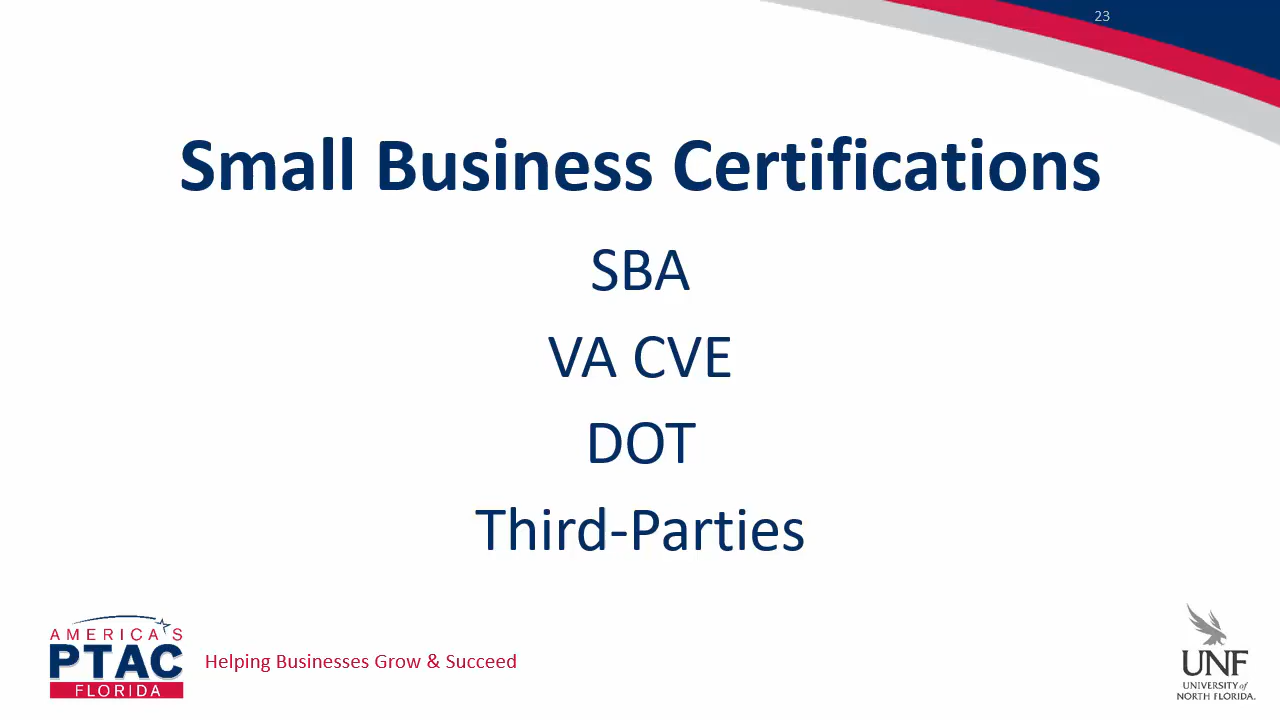 23
Small Business Certifications
SBA
VA CVE
DOT
Third-Parties
AMERICA'S
PTAC
FLORIDA
Helping Businesses Grow & Succeed
UNF
UNIVERSITY of
NORTH FLORIDA.